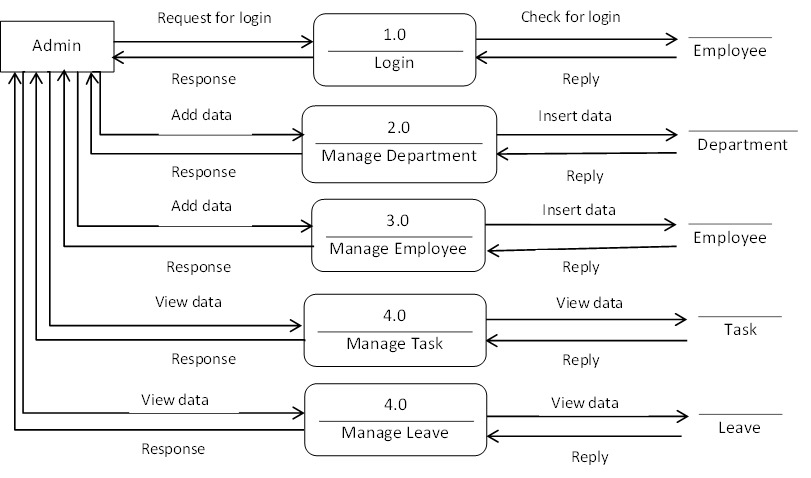 Request for login
Check for login
Admin
1.0
Login
Employee
Response
Reply
Add data
Insert data
2.0
Manage Department
Department
Response
Reply
Add data
Insert data
3.0
Manage Employee
Employee
Response
Reply
View data
View data
4.0
Manage Task
Task
Response
Reply
View data
View data
4.0
Manage Leave
Leave
Response
Reply